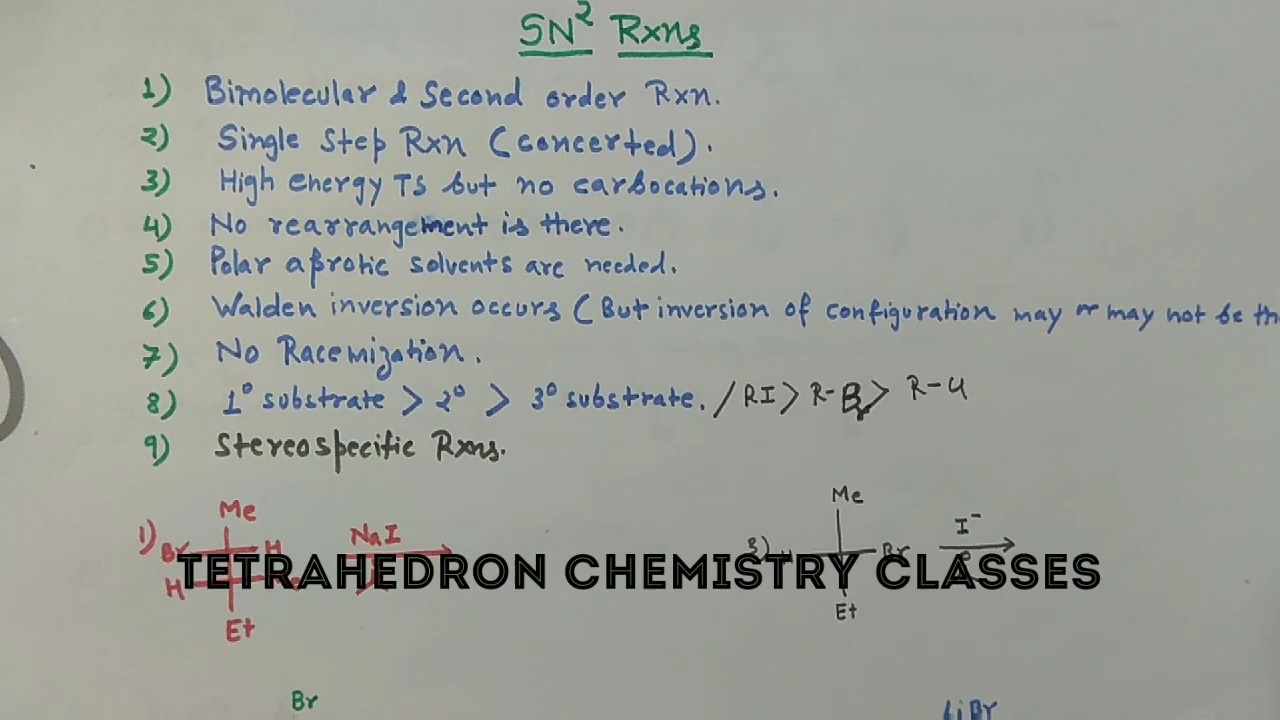 SN² Rxns
1) Bimolecular & Second order Rxn.
2) Single Step Rxn (concerted).
3) High energy TS but no carbocations.
4) No rearrangement is there.
5) Polar aprotic solvents are needed.
6) Walden inversion occurs (But inversion of configuration may or may not be th
7) No Racemization.
8) 1° substrate > 2° > 3° substrate. / RI > R-Br > R-Cl
9) Stereospecific Rxns.
Me
1) Br H NaI
H
Et
Me
3) Br I⁻
Et
TETRAHEDRON CHEMISTRY CLASSES
Br
LiBr